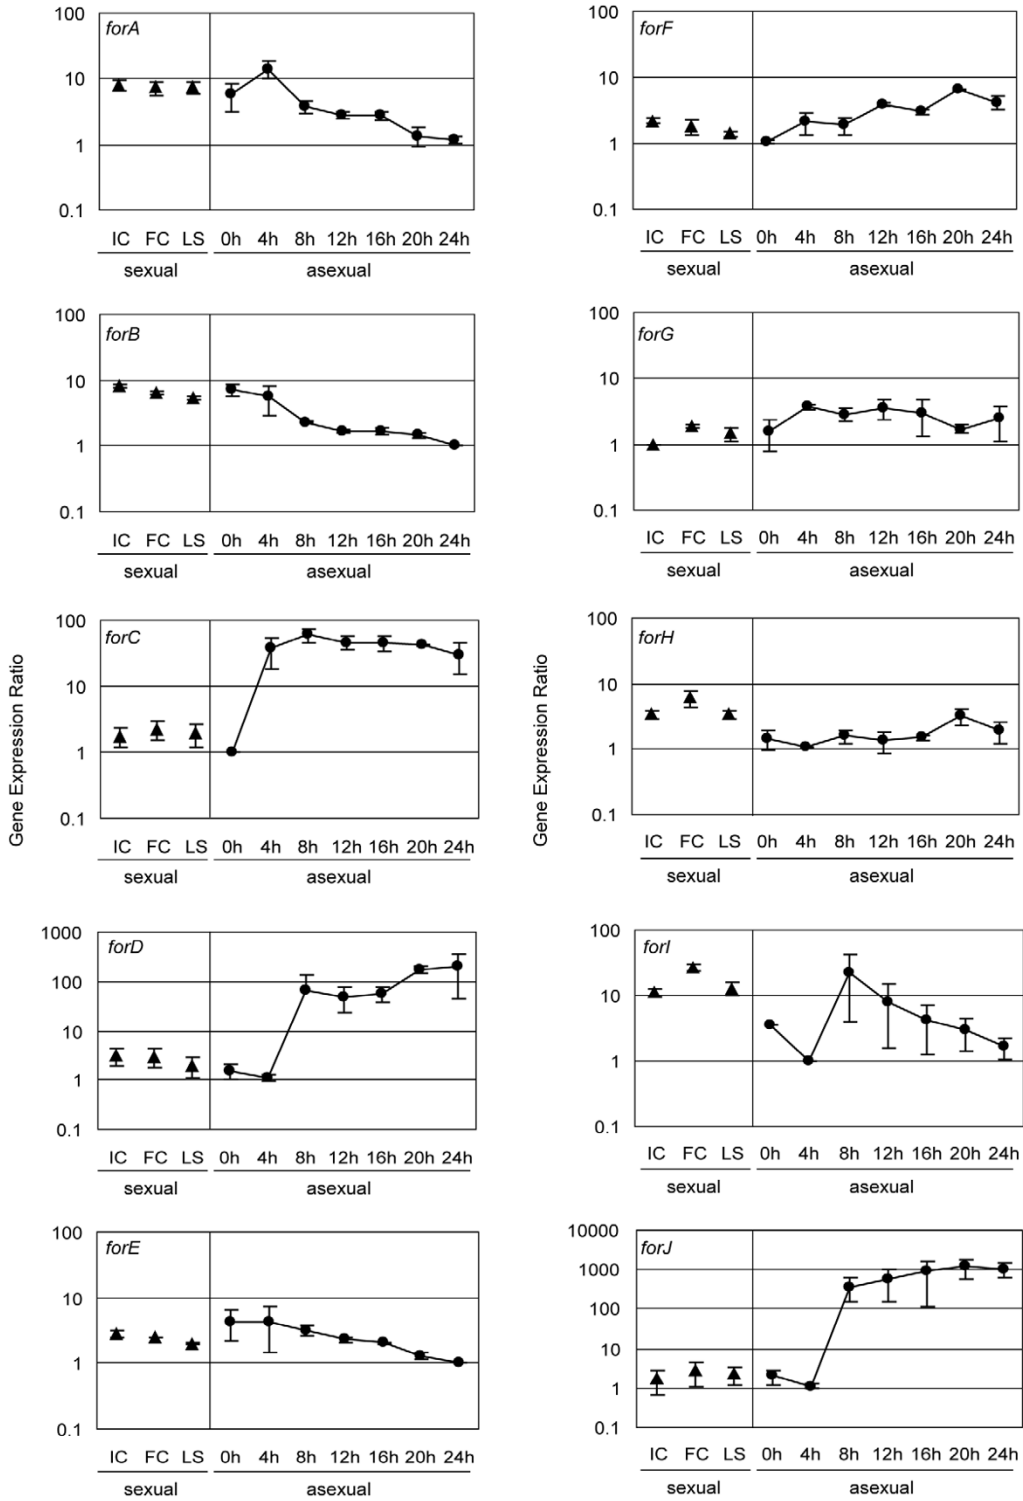 forA
100
10
1
0.1
IC FC LS 0h 4h 8h 12h 16h 20h 24h
sexual asexual
forF
100
10
1
0.1
IC FC LS 0h 4h 8h 12h 16h 20h 24h
sexual asexual
forB
100
10
1
0.1
IC FC LS 0h 4h 8h 12h 16h 20h 24h
sexual asexual
forG
100
10
1
0.1
IC FC LS 0h 4h 8h 12h 16h 20h 24h
sexual asexual
Gene Expression Ratio
forC
100
10
1
0.1
IC FC LS 0h 4h 8h 12h 16h 20h 24h
sexual asexual
Gene Expression Ratio
forH
100
10
1
0.1
IC FC LS 0h 4h 8h 12h 16h 20h 24h
sexual asexual
forD
1000
100
10
1
0.1
IC FC LS 0h 4h 8h 12h 16h 20h 24h
sexual asexual
forI
100
10
1
0.1
IC FC LS 0h 4h 8h 12h 16h 20h 24h
sexual asexual
forE
100
10
1
0.1
IC FC LS 0h 4h 8h 12h 16h 20h 24h
sexual asexual
forJ
10000
1000
100
10
1
0.1
IC FC LS 0h 4h 8h 12h 16h 20h 24h
sexual asexual